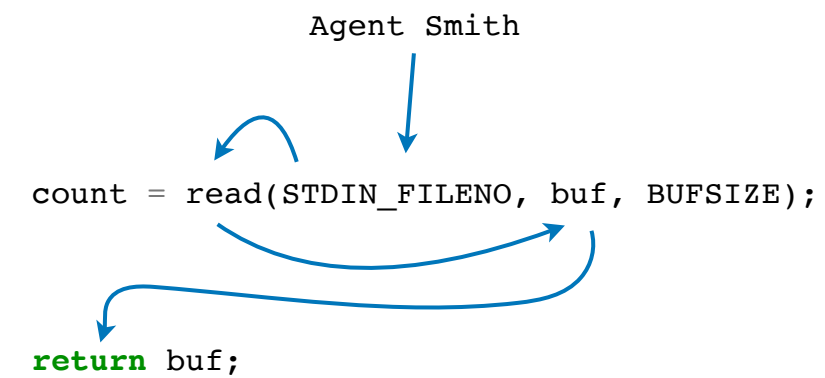 Agent Smith
count = read(STDIN_FILENO, buf, BUFSIZE);
return buf;